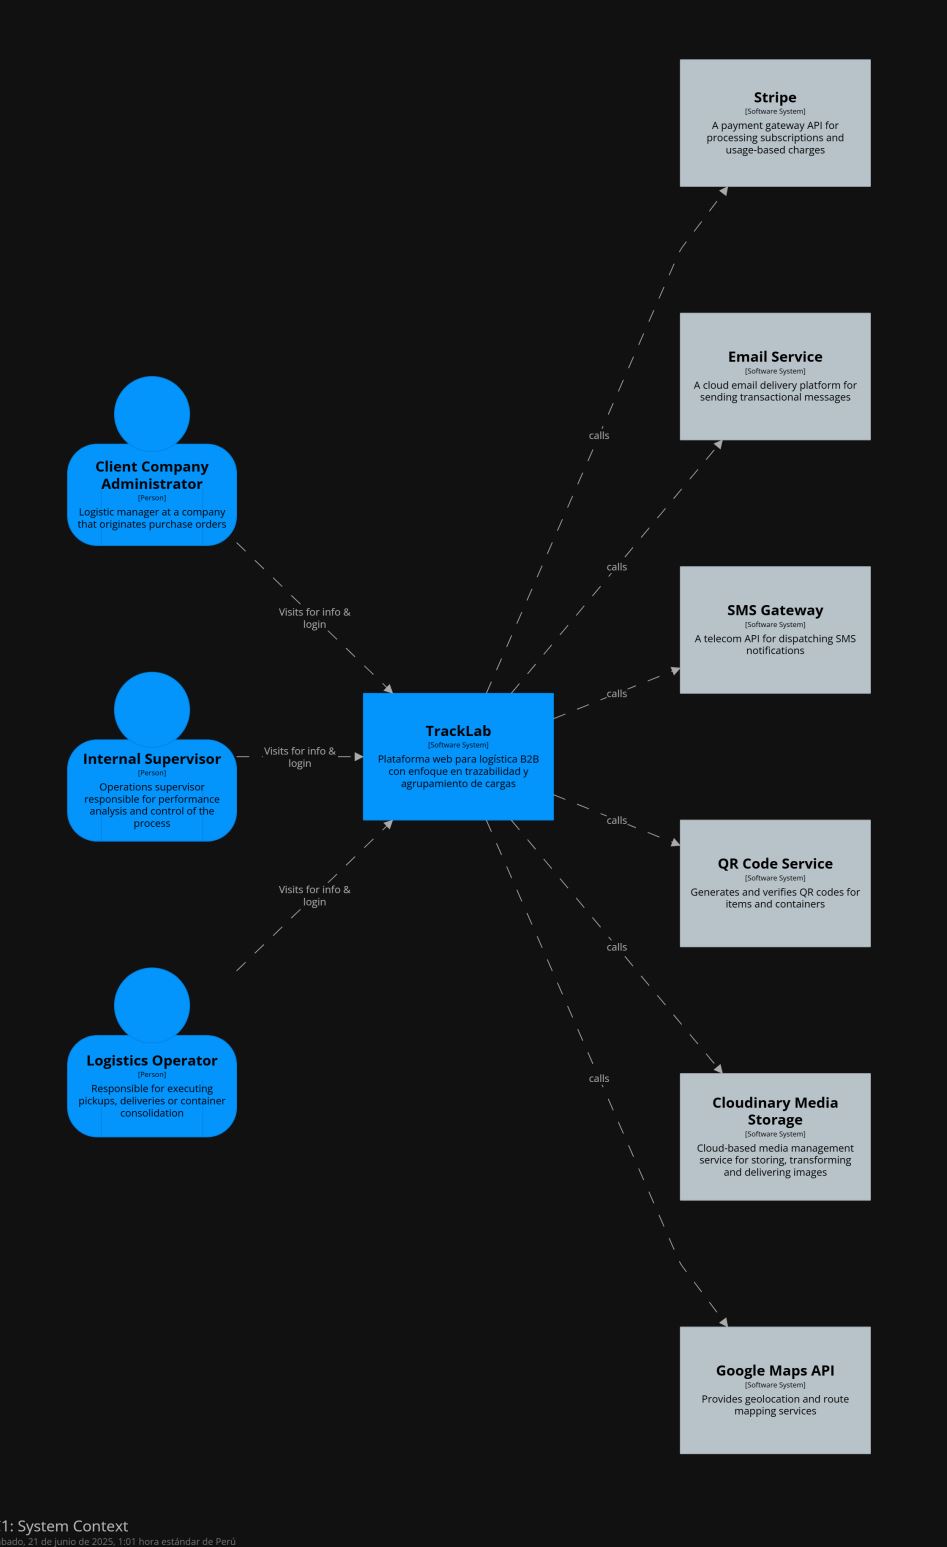 Stripe
[Software System]
A payment gateway API for
processing subscriptions and
usage-based charges
Email Service
[Software System]
A cloud email delivery platform for
sending transactional messages
calls
Client Company
Administrator
[Person]
Logistic manager at a company
that originates purchase orders
calls
SMS Gateway
[Software System]
A telecom API for dispatching SMS
notifications
Visits for info &
login
calls
Internal Supervisor
[Person]
Operations supervisor
responsible for performance
analysis and control of the
process
Visits for info &
login
TrackLab
[Software System]
Plataforma web para logística B2B
con enfoque en trazabilidad y
agrupamiento de cargas
calls
QR Code Service
[Software System]
Generates and verifies QR codes for
items and containers
Visits for info &
login
calls
Logistics Operator
[Person]
Responsible for executing
pickups, deliveries or container
consolidation
calls
Cloudinary Media
Storage
[Software System]
Cloud-based media management
service for storing, transforming
and delivering images
Google Maps API
[Software System]
Provides geolocation and route
mapping services
1: System Context
21 de junio de 2025, 1:01 hora estándar de Perú